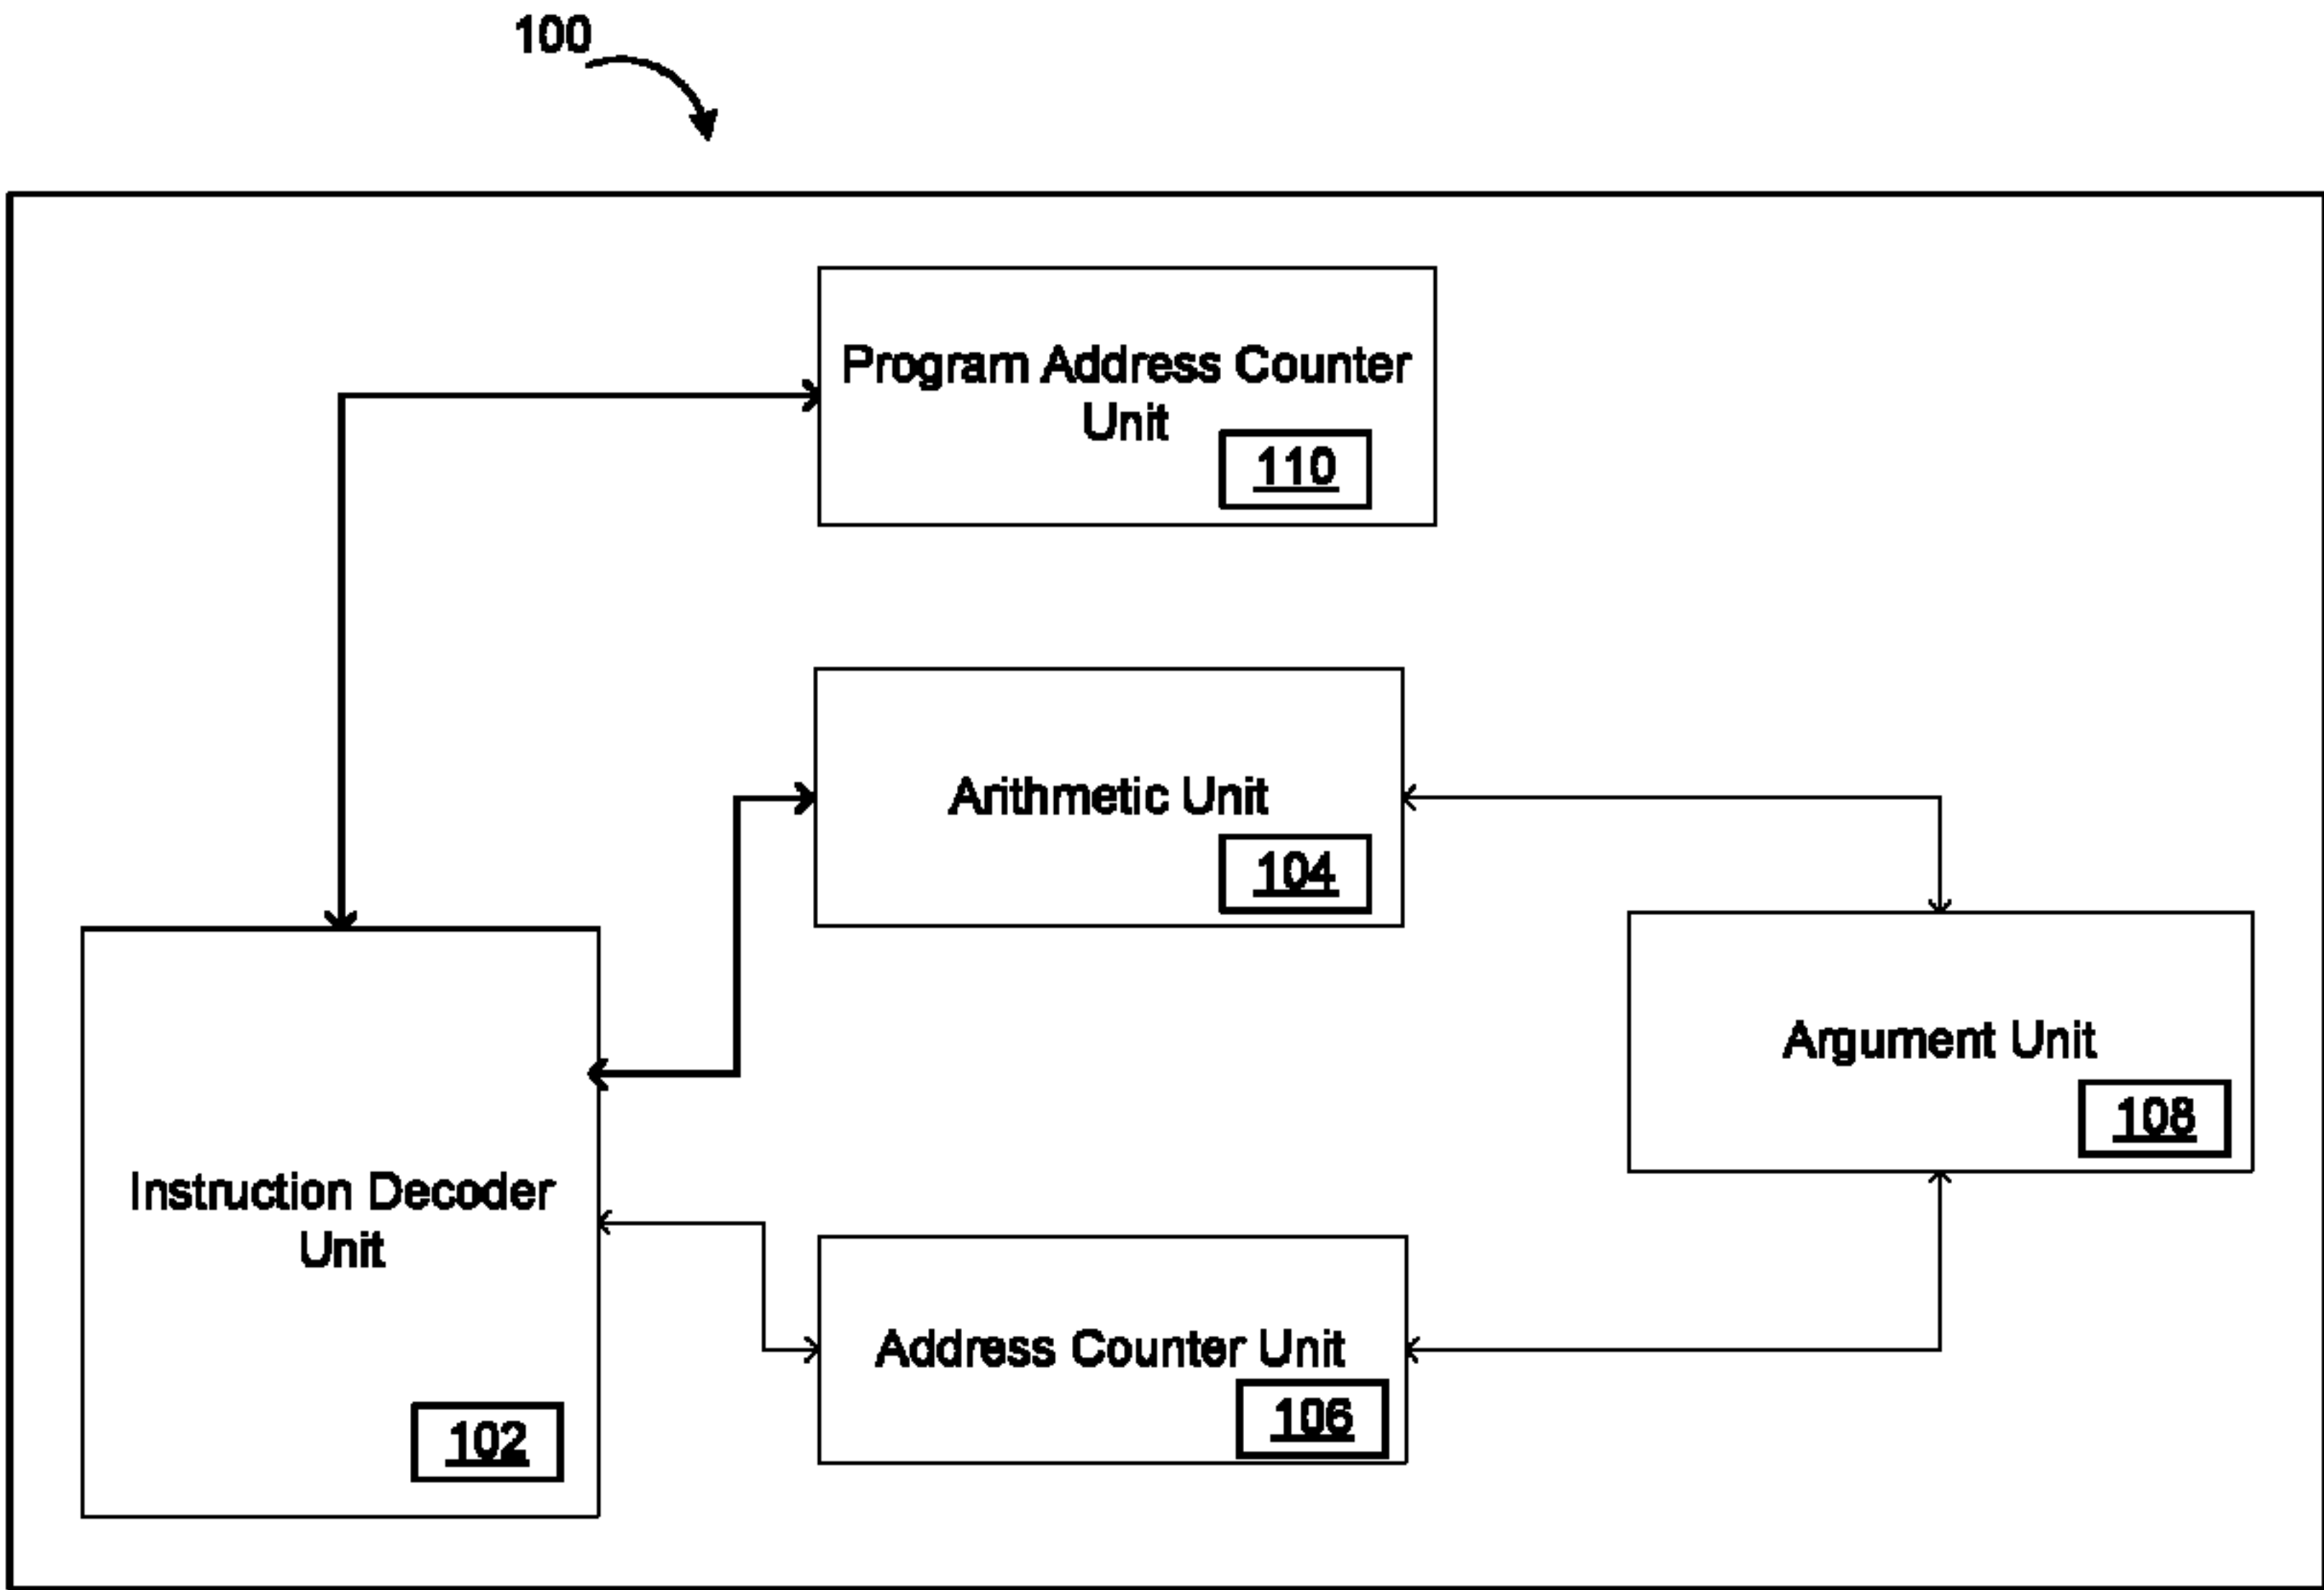 100
Program Address Counter
Unit
110
Arithmetic Unit
104
Argument Unit
108
Instruction Decoder
Unit
102
Address Counter Unit
106